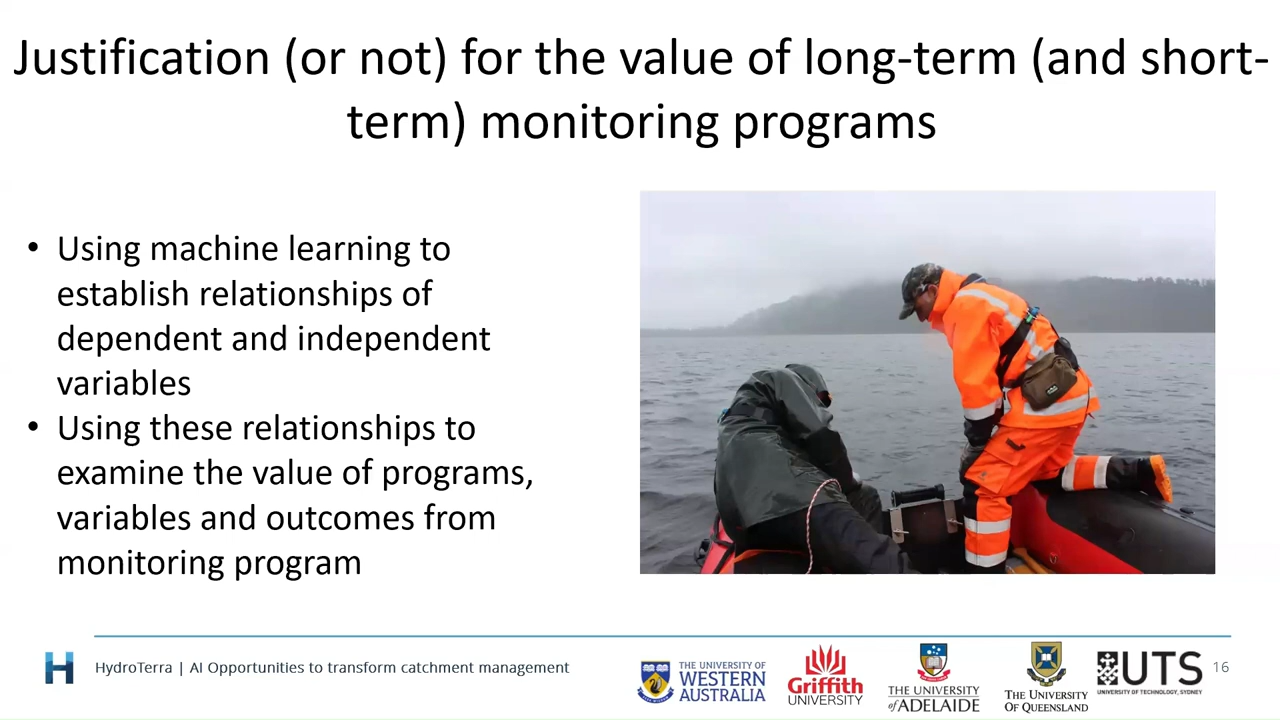 Justification (or not) for the value of long-term (and short-
term) monitoring programs
• Using machine learning to
establish relationships of
dependent and independent
variables
• Using these relationships to
examine the value of programs,
variables and outcomes from
monitoring program
HydroTerra | AI Opportunities to transform catchment management
THE UNIVERSITY OF
WESTERN
AUSTRALIA
Griffith
UNIVERSITY
THE UNIVERSITY
of ADELAIDE
THE UNIVERSITY
OF QUEENSLAND
UTS
UNIVERSITY OF TECHNOLOGY, SYDNEY
16